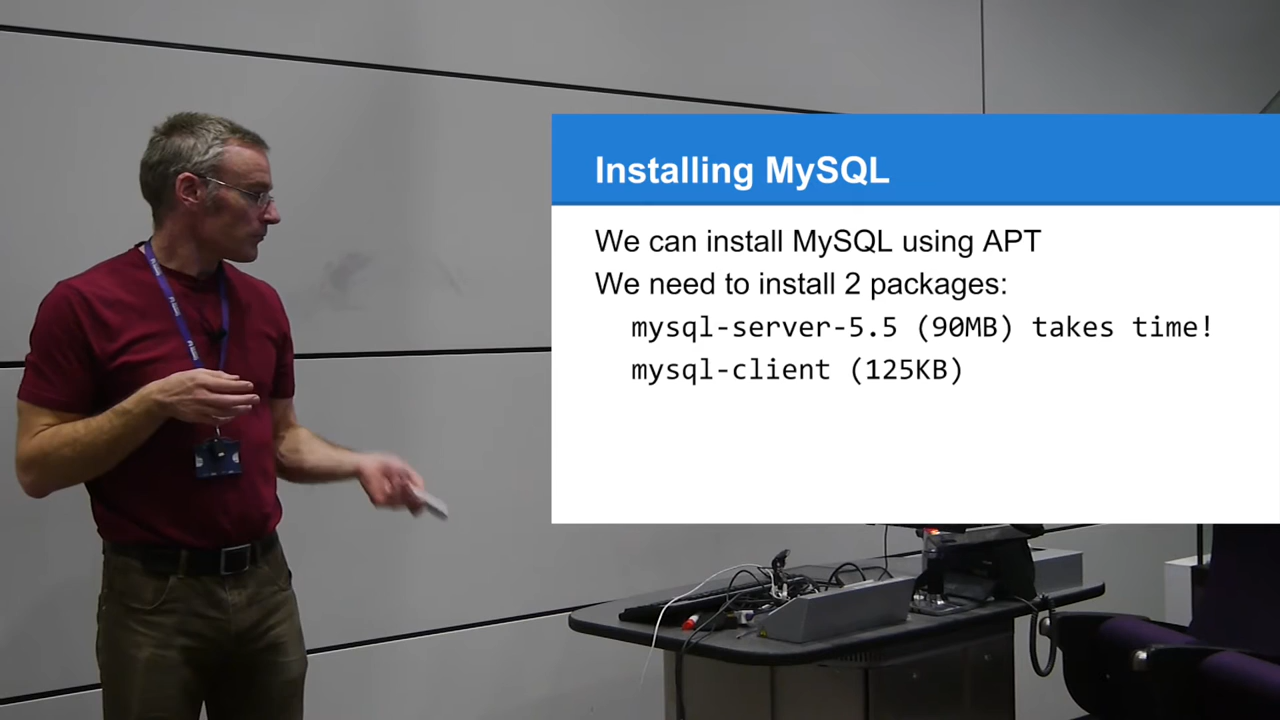 Installing MySQL
We can install MySQL using APT
We need to install 2 packages:
mysql-server-5.5 (90MB) takes time!
mysql-client (125KB)